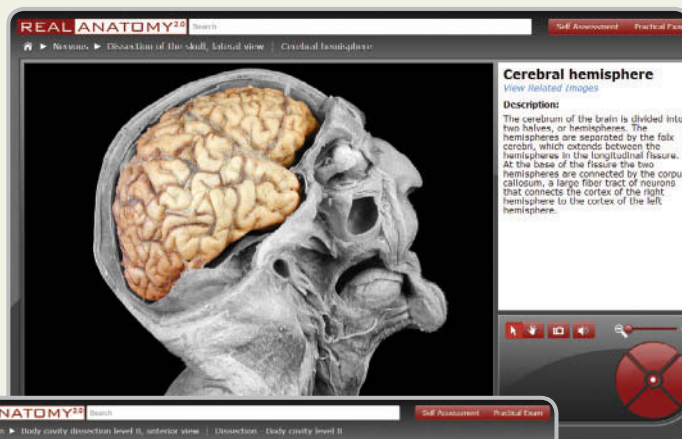 REAL ANATOMY 2.0 Search Self Assessment Practical Exam
Nervous ▶ Dissection of the skull, lateral view | Cerebral hemisphere
Cerebral hemisphere
View Related Images
Description:
The cerebrum of the brain is divided into
two halves, or hemispheres. The
hemispheres are separated by the falx
cerebri, which extends between the
hemispheres in the longitudinal fissure.
At the base of the fissure the two
hemispheres are connected by the corpu
callosum, a large fiber tract of neurons
that connects the cortex of the right
hemisphere to the cortex of the left
hemisphere.
NATOMY 2.0 Search Self Assessment Practical Exam
▶ Body cavity dissection level II, anterior view | Dissection - Body cavity level II